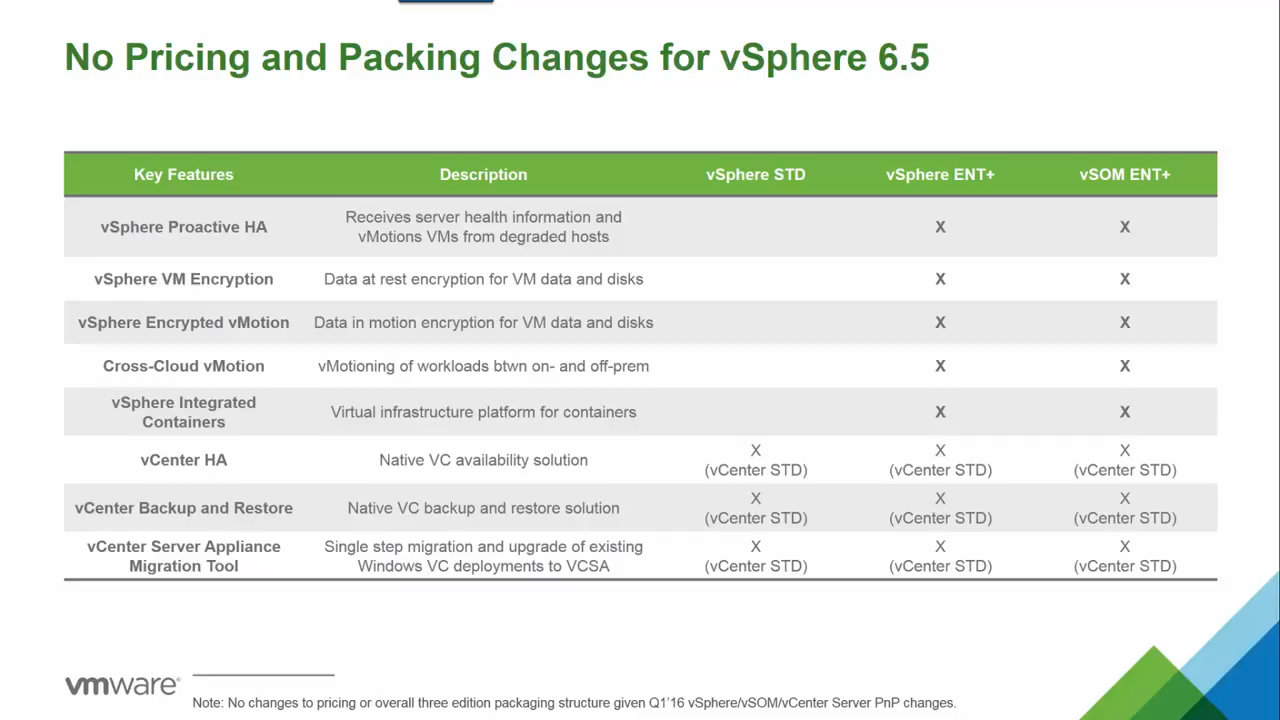 No Pricing and Packing Changes for vSphere 6.5
Key Features Description vSphere STD vSphere ENT+ vSOM ENT+
vSphere Proactive HA Receives server health information and X X
vMotions VMs from degraded hosts
vSphere VM Encryption Data at rest encryption for VM data and disks X X
vSphere Encrypted vMotion Data in motion encryption for VM data and disks X X
Cross-Cloud vMotion vMotioning of workloads btwn on- and off-prem X X
vSphere Integrated
Containers Virtual infrastructure platform for containers X X
vCenter HA Native VC availability solution X X X
(vCenter STD) (vCenter STD) (vCenter STD)
vCenter Backup and Restore Native VC backup and restore solution X X X
(vCenter STD) (vCenter STD) (vCenter STD)
vCenter Server Appliance Single step migration and upgrade of existing X X X
Migration Tool Windows VC deployments to VCSA (vCenter STD) (vCenter STD) (vCenter STD)
vmware
Note: No changes to pricing or overall three edition packaging structure given Q1'16 vSphere/vSOM/vCenter Server PnP changes.